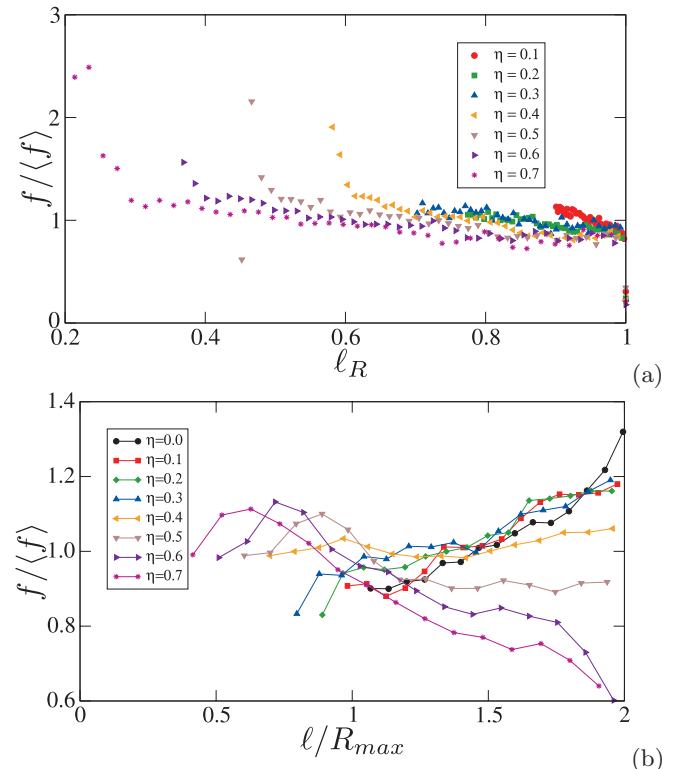 3
2
1
0
f/⟨f⟩
0.2
0.4
0.6
0.8
1
ℓ_R
η = 0.1
η = 0.2
η = 0.3
η = 0.4
η = 0.5
η = 0.6
η = 0.7
(a)
1.4
1.2
1.0
0.8
0.6
f/⟨f⟩
0
0.5
1
1.5
2
ℓ/R_max
η=0.0
η=0.1
η=0.2
η=0.3
η=0.4
η=0.5
η=0.6
η=0.7
(b)